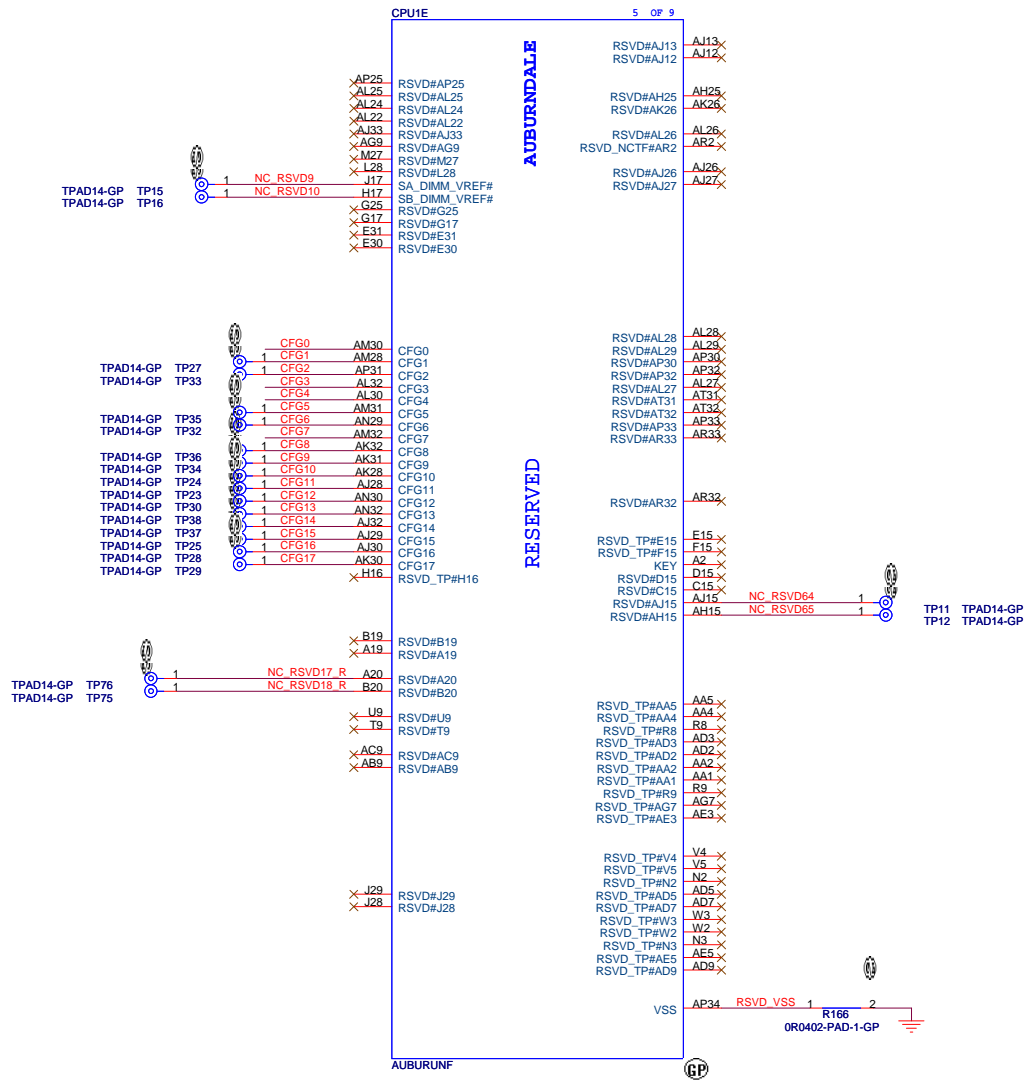 CPU1E
5 OF 9
AUBURNDALE
RESERVED
AP25 RSVD#AP25
AL25 RSVD#AL25
AL24 RSVD#AL24
AL22 RSVD#AL22
AJ33 RSVD#AJ33
AG9 RSVD#AG9
M27 RSVD#M27
L28 RSVD#L28
TPAD14-GP TP15 1 NC_RSVD9 J17 SA_DIMM_VREF#
TPAD14-GP TP16 1 NC_RSVD10 H17 SB_DIMM_VREF#
G25 RSVD#G25
G17 RSVD#G17
E31 RSVD#E31
E30 RSVD#E30
CFG0 AM30 CFG0
TPAD14-GP TP27 1 CFG1 AM28 CFG1
TPAD14-GP TP33 1 CFG2 AP31 CFG2
CFG3 AL32 CFG3
CFG4 AL30 CFG4
TPAD14-GP TP35 1 CFG5 AM31 CFG5
TPAD14-GP TP32 1 CFG6 AN29 CFG6
CFG7 AM32 CFG7
TPAD14-GP TP36 1 CFG8 AK32 CFG8
TPAD14-GP TP34 1 CFG9 AK31 CFG9
TPAD14-GP TP24 1 CFG10 AK28 CFG10
TPAD14-GP TP23 1 CFG11 AJ28 CFG11
TPAD14-GP TP30 1 CFG12 AN30 CFG12
TPAD14-GP TP38 1 CFG13 AN32 CFG13
TPAD14-GP TP37 1 CFG14 AJ32 CFG14
TPAD14-GP TP25 1 CFG15 AJ29 CFG15
TPAD14-GP TP28 1 CFG16 AJ30 CFG16
TPAD14-GP TP29 1 CFG17 AK30 CFG17
H16 RSVD_TP#H16
B19 RSVD#B19
A19 RSVD#A19
TPAD14-GP TP76 1 NC_RSVD17_R A20 RSVD#A20
TPAD14-GP TP75 1 NC_RSVD18_R B20 RSVD#B20
U9 RSVD#U9
T9 RSVD#T9
AC9 RSVD#AC9
AB9 RSVD#AB9
J29 RSVD#J29
J28 RSVD#J28
RSVD#AJ13 AJ13
RSVD#AJ12 AJ12
RSVD#AH25 AH25
RSVD#AK26 AK26
RSVD#AL26 AL26
RSVD_NCTF#AR2 AR2
RSVD#AJ26 AJ26
RSVD#AJ27 AJ27
RSVD#AL28 AL28
RSVD#AL29 AL29
RSVD#AP30 AP30
RSVD#AP32 AP32
RSVD#AL27 AL27
RSVD#AT31 AT31
RSVD#AT32 AT32
RSVD#AP33 AP33
RSVD#AR33 AR33
RSVD#AR32 AR32
RSVD_TP#E15 E15
RSVD_TP#F15 F15
KEY A2
RSVD#D15 D15
RSVD#C15 C15
RSVD#AJ15 AJ15 NC_RSVD64 1 TP11 TPAD14-GP
RSVD#AH15 AH15 NC_RSVD65 1 TP12 TPAD14-GP
RSVD_TP#AA5 AA5
RSVD_TP#AA4 AA4
RSVD_TP#R8 R8
RSVD_TP#AD3 AD3
RSVD_TP#AD2 AD2
RSVD_TP#AA2 AA2
RSVD_TP#AA1 AA1
RSVD_TP#R9 R9
RSVD_TP#AG7 AG7
RSVD_TP#AE3 AE3
RSVD_TP#V4 V4
RSVD_TP#V5 V5
RSVD_TP#N2 N2
RSVD_TP#AD5 AD5
RSVD_TP#AD7 AD7
RSVD_TP#W3 W3
RSVD_TP#W2 W2
RSVD_TP#N3 N3
RSVD_TP#AE5 AE5
RSVD_TP#AD9 AD9
VSS AP34 RSVD_VSS 1 2
R166
0R0402-PAD-1-GP
AUBURUNF
GP